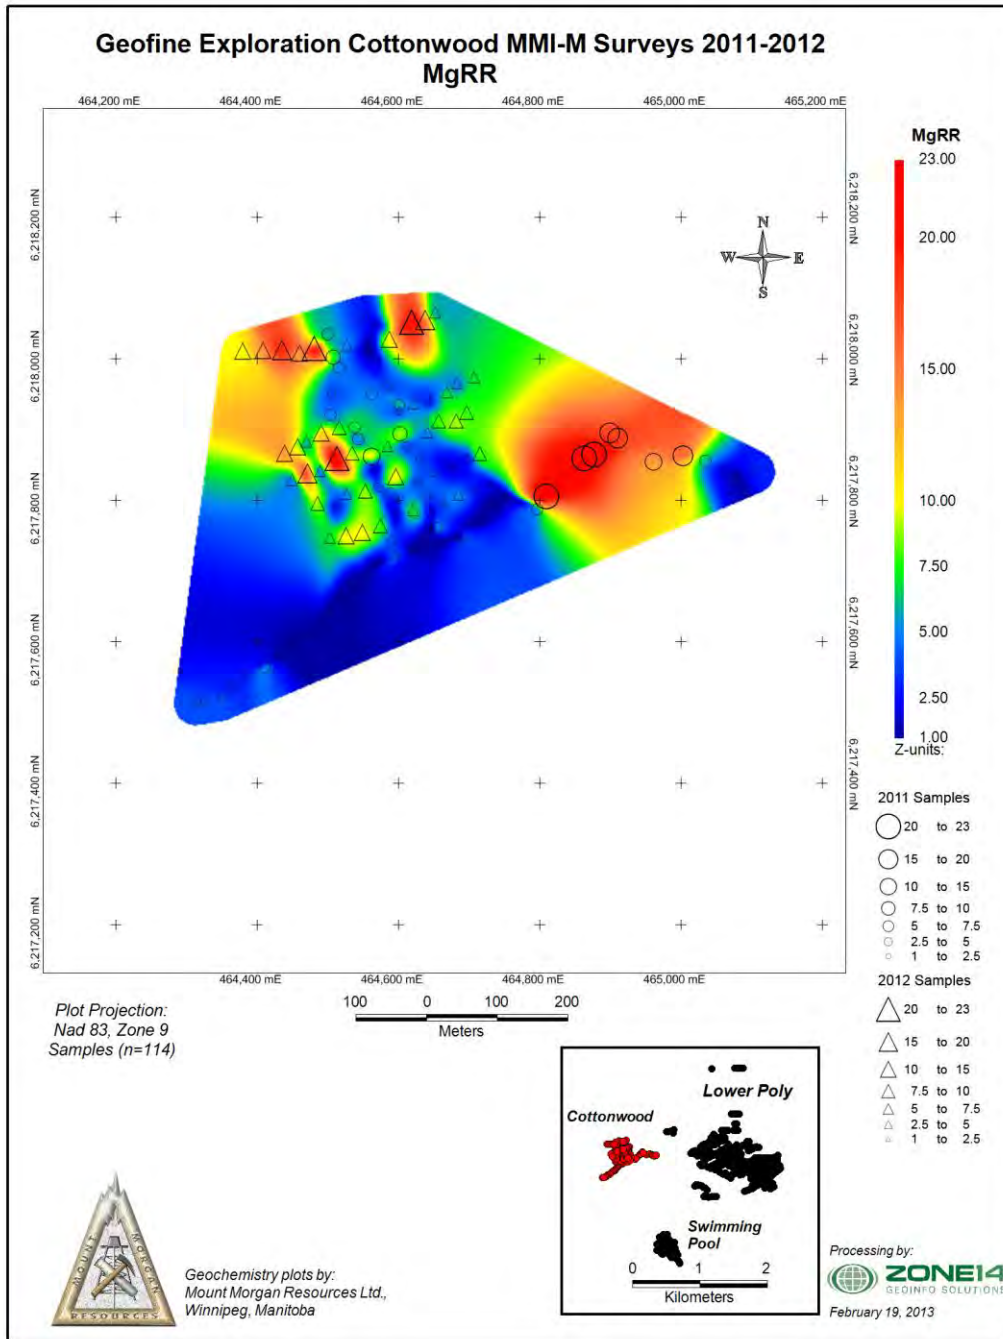 Geofine Exploration Cottonwood MMI-M Surveys 2011-2012
MgRR
464,200 mE
464,400 mE
464,600 mE
464,800 mE
465,000 mE
465,200 mE
MgRR
23.00
20.00
15.00
10.00
7.50
5.00
2.50
1.00
Z-units:
6,218,200 mN
6,218,000 mN
6,217,800 mN
6,217,600 mN
6,217,400 mN
6,217,200 mN
6,218,200 mN
6,218,000 mN
6,217,800 mN
6,217,600 mN
6,217,400 mN
N
W E
S
464,400 mE
464,600 mE
464,800 mE
465,000 mE
2011 Samples
20 to 23
15 to 20
10 to 15
7.5 to 10
5 to 7.5
2.5 to 5
1 to 2.5
2012 Samples
20 to 23
15 to 20
10 to 15
7.5 to 10
5 to 7.5
2.5 to 5
1 to 2.5
Plot Projection:
Nad 83, Zone 9
Samples (n=114)
100 0 100 200
Meters
Lower Poly
Cottonwood
Swimming
Pool
0 1 2
Kilometers
MOUNT MORGAN
RESOURCES
Geochemistry plots by:
Mount Morgan Resources Ltd.,
Winnipeg, Manitoba
Processing by:
ZONE14
GEOINFO SOLUTIONS
February 19, 2013